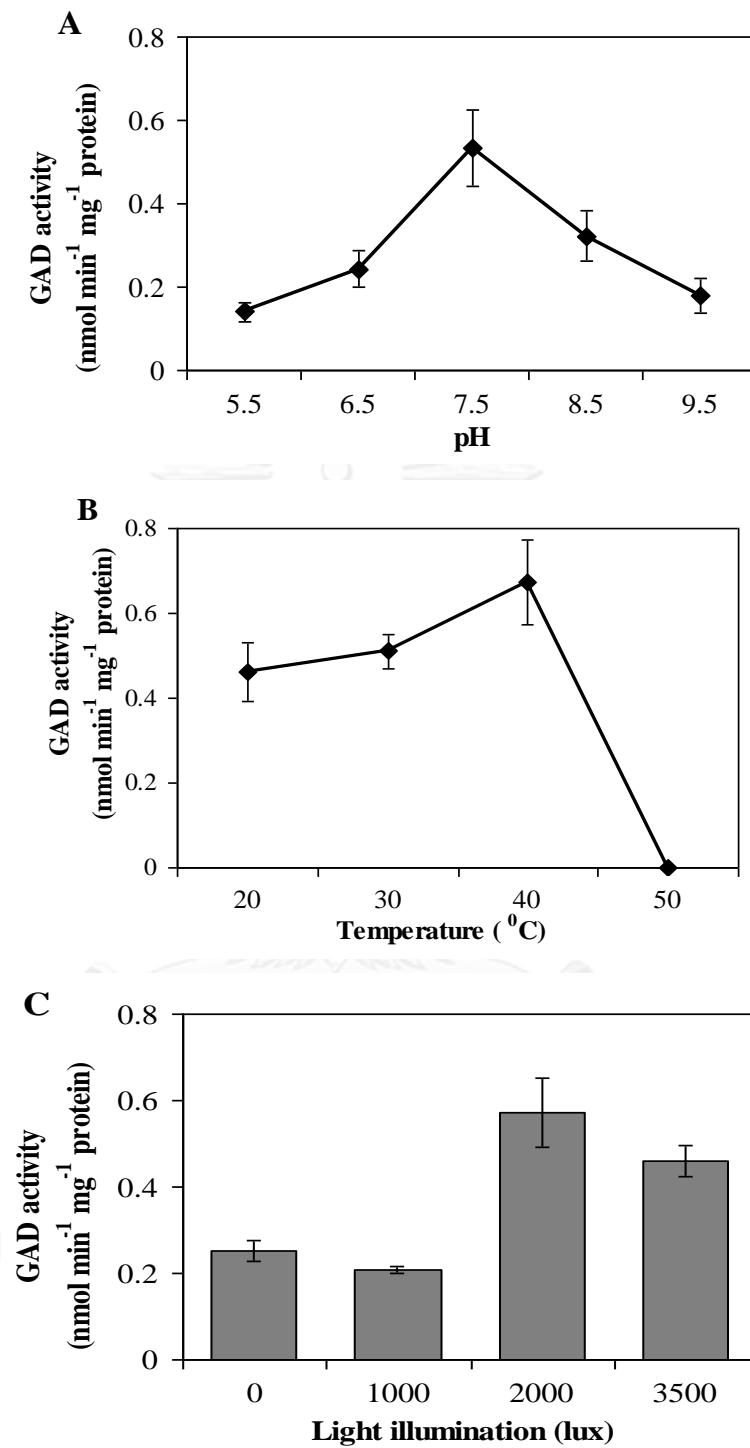 A
0.8
0.6
0.4
0.2
0
GAD activity
(nmol min-1 mg-1 protein)
5.5 6.5 7.5 8.5 9.5
pH
B
0.8
0.6
0.4
0.2
0
GAD activity
(nmol min-1 mg-1 protein)
20 30 40 50
Temperature ( 0C)
C
0.8
0.6
0.4
0.2
0
GAD activity
(nmol min-1 mg-1 protein)
0 1000 2000 3500
Light illumination (lux)